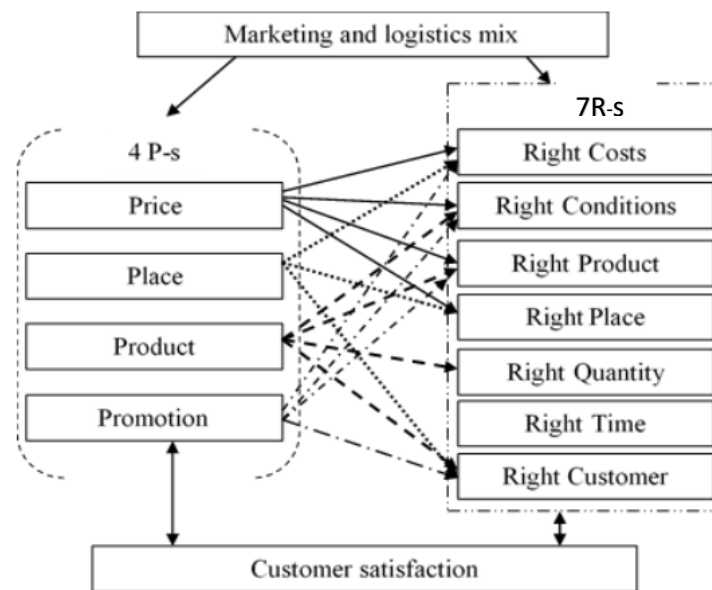 Marketing and logistics mix
4 P-s
Price
Place
Product
Promotion
7R-s
Right Costs
Right Conditions
Right Product
Right Place
Right Quantity
Right Time
Right Customer
Customer satisfaction